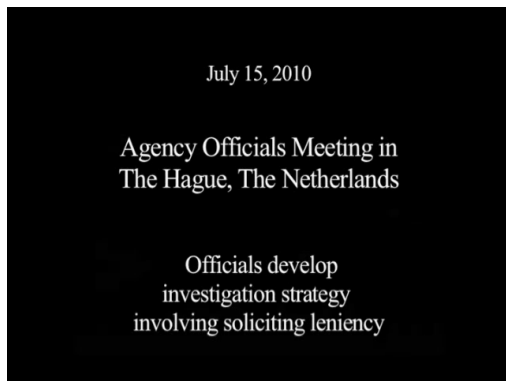 July 15, 2010
Agency Officials Meeting in
The Hague, The Netherlands
Officials develop
investigation strategy
involving soliciting leniency